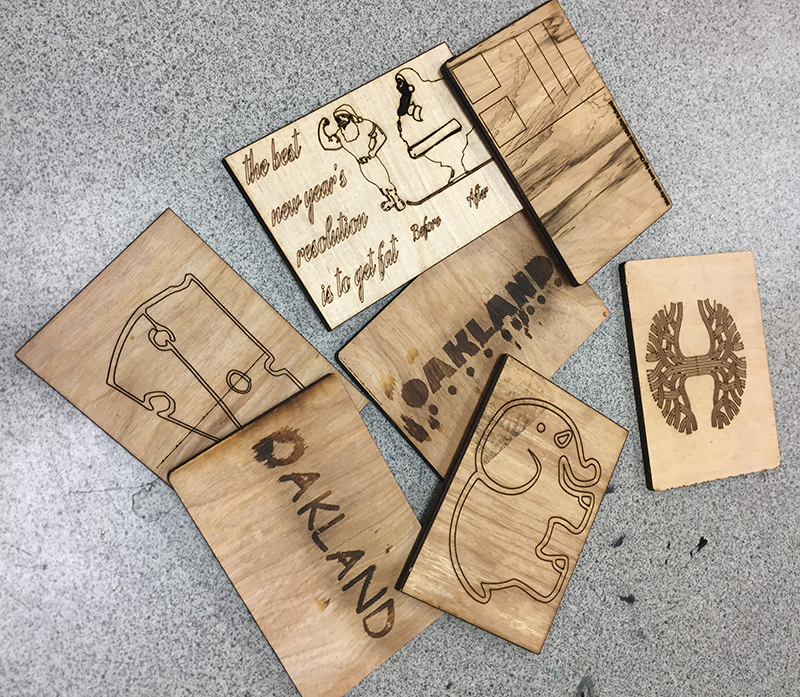 the best
new year's
resolution
is to get fat
Before
After
OAKLAND
OAKLAND